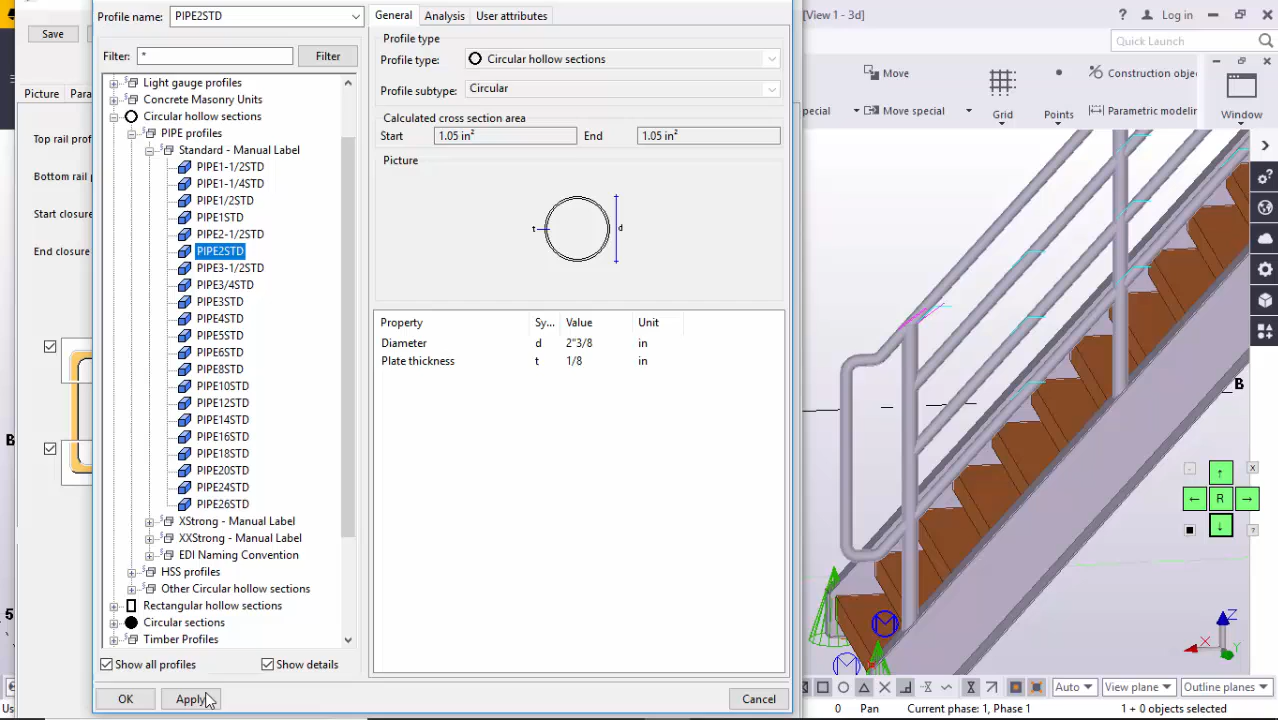 Profile name: PIPE2STD
General Analysis User attributes
[View 1 - 3d]
? Log in
Save
Quick Launch
Filter: * Filter
Profile type
Profile type: Circular hollow sections
Profile subtype: Circular
Calculated cross section area
Start 1.05 in² End 1.05 in²
Picture
t d
Picture Para
Top rail prof
Bottom rail p
Start closure
End closure
Light gauge profiles
Concrete Masonry Units
Circular hollow sections
PIPE profiles
Standard - Manual Label
PIPE1-1/2STD
PIPE1-1/4STD
PIPE1/2STD
PIPE1STD
PIPE2-1/2STD
PIPE2STD
PIPE3-1/2STD
PIPE3/4STD
PIPE3STD
PIPE4STD
PIPE5STD
PIPE6STD
PIPE8STD
PIPE10STD
PIPE12STD
PIPE14STD
PIPE16STD
PIPE18STD
PIPE20STD
PIPE24STD
PIPE26STD
XStrong - Manual Label
XXStrong - Manual Label
EDI Naming Convention
HSS profiles
Other Circular hollow sections
Rectangular hollow sections
Circular sections
Timber Profiles
Property Sy... Value Unit
Diameter d 2"3/8 in
Plate thickness t 1/8 in
Show all profiles Show details
OK Apply Cancel
Move Construction objec
pecial Move special
Grid Points Parametric modelin Window
B
B
5
M
M
R
X
?
Z
X Y
Auto View plane Outline planes
Us 0 Pan Current phase: 1, Phase 1 1 + 0 objects selected